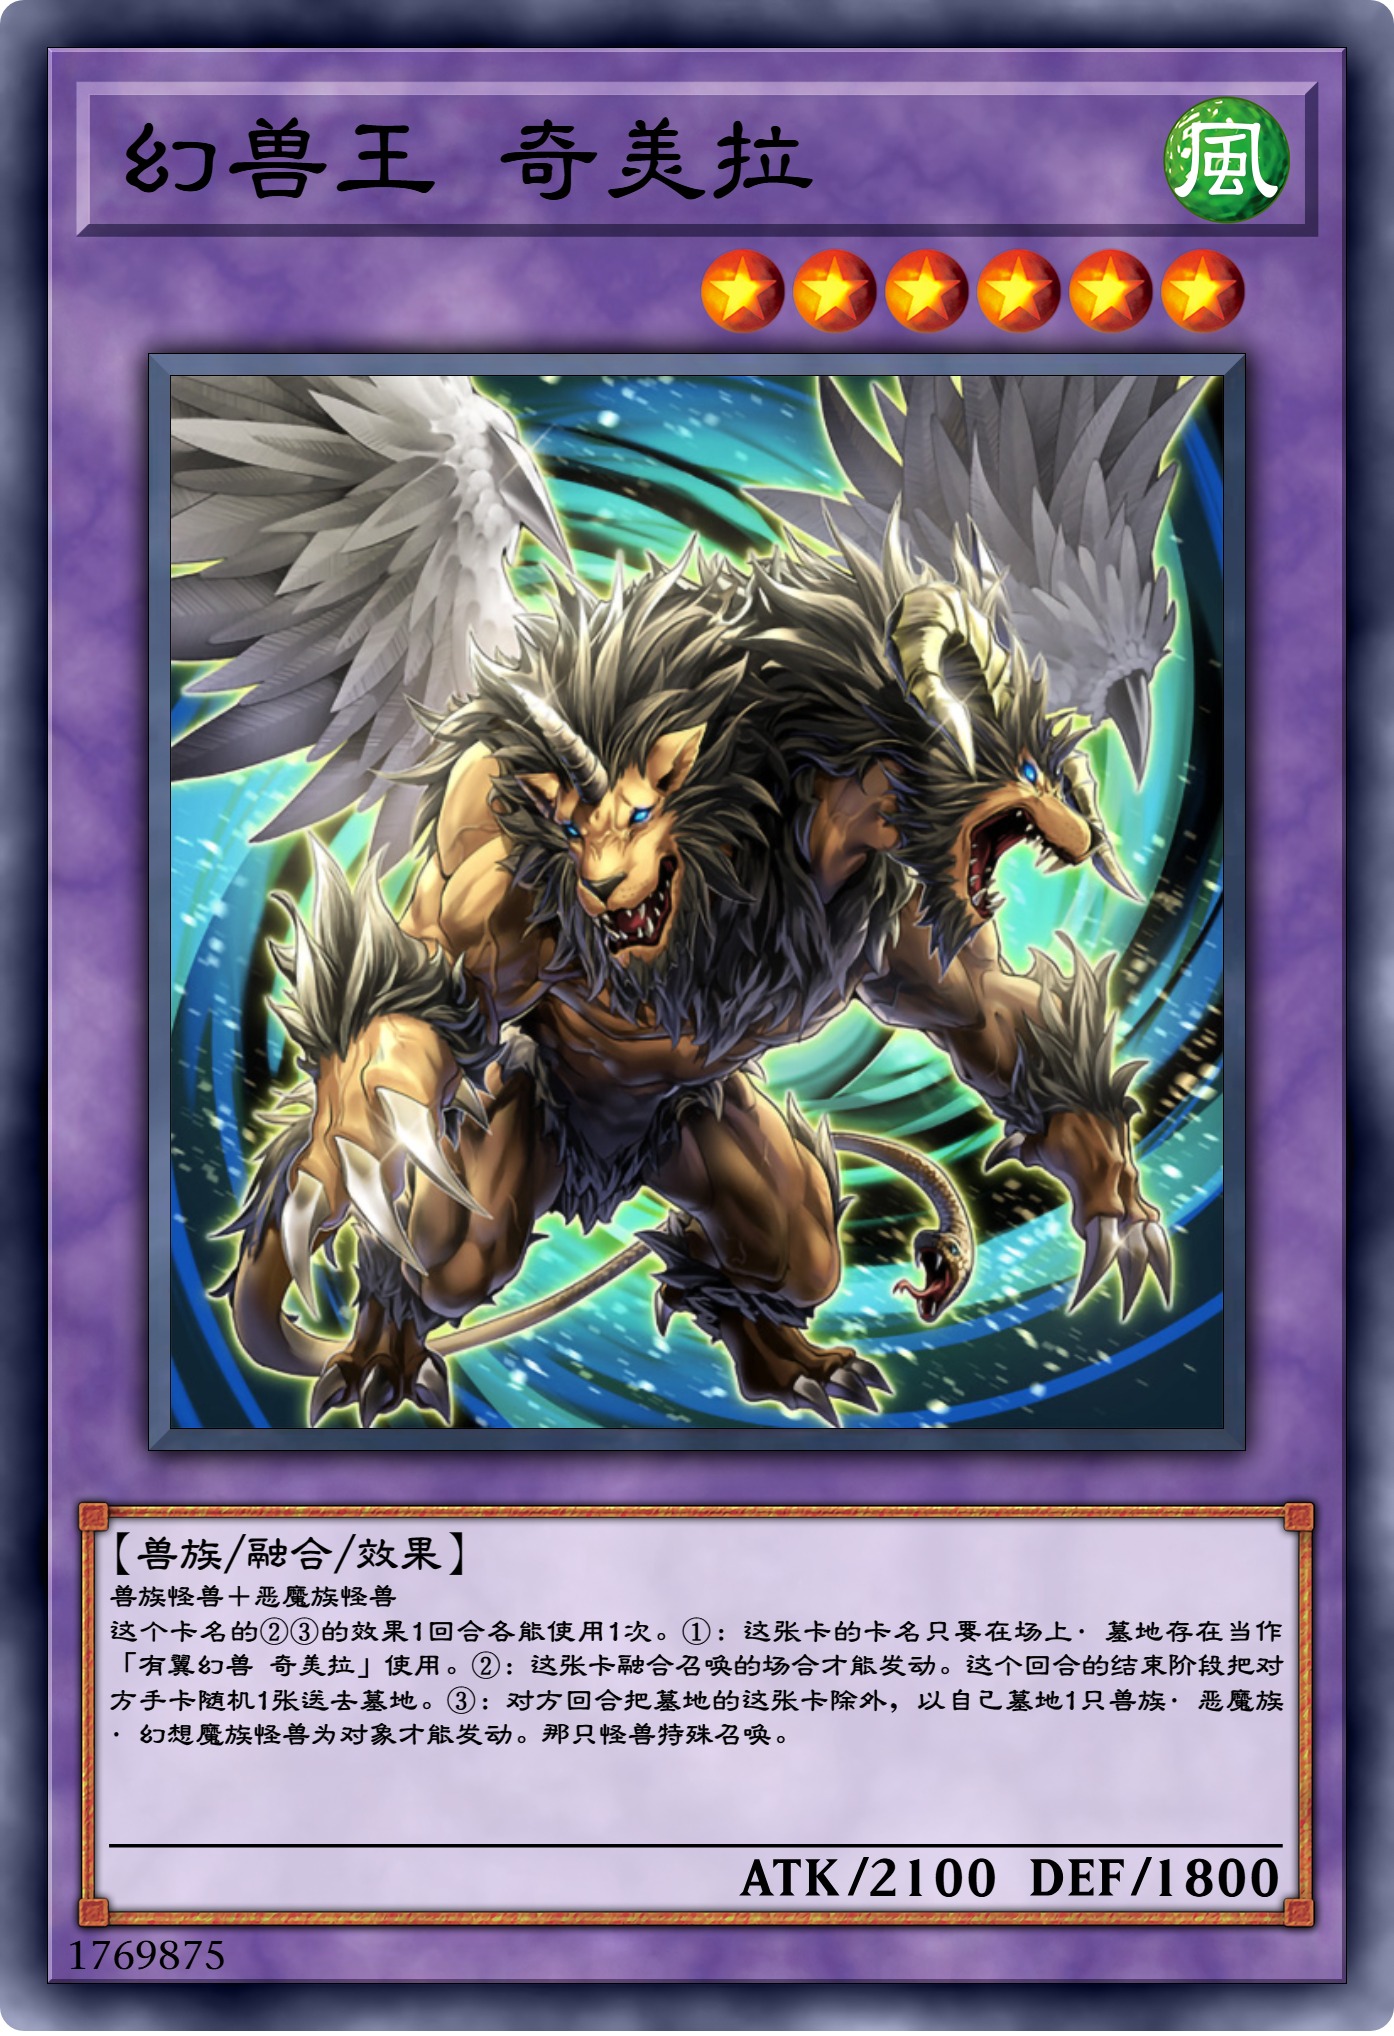 幻兽王 奇美拉
風
【兽族/融合/效果】
兽族怪兽＋恶魔族怪兽
这个卡名的②③的效果1回合各能使用1次。①：这张卡的卡名只要在场上·墓地存在当作
「有翼幻兽 奇美拉」使用。②：这张卡融合召唤的场合才能发动。这个回合的结束阶段把对
方手卡随机1张送去墓地。③：对方回合把墓地的这张卡除外，以自己墓地1只兽族·恶魔族
·幻想魔族怪兽为对象才能发动。那只怪兽特殊召唤。
ATK/2100 DEF/1800
1769875